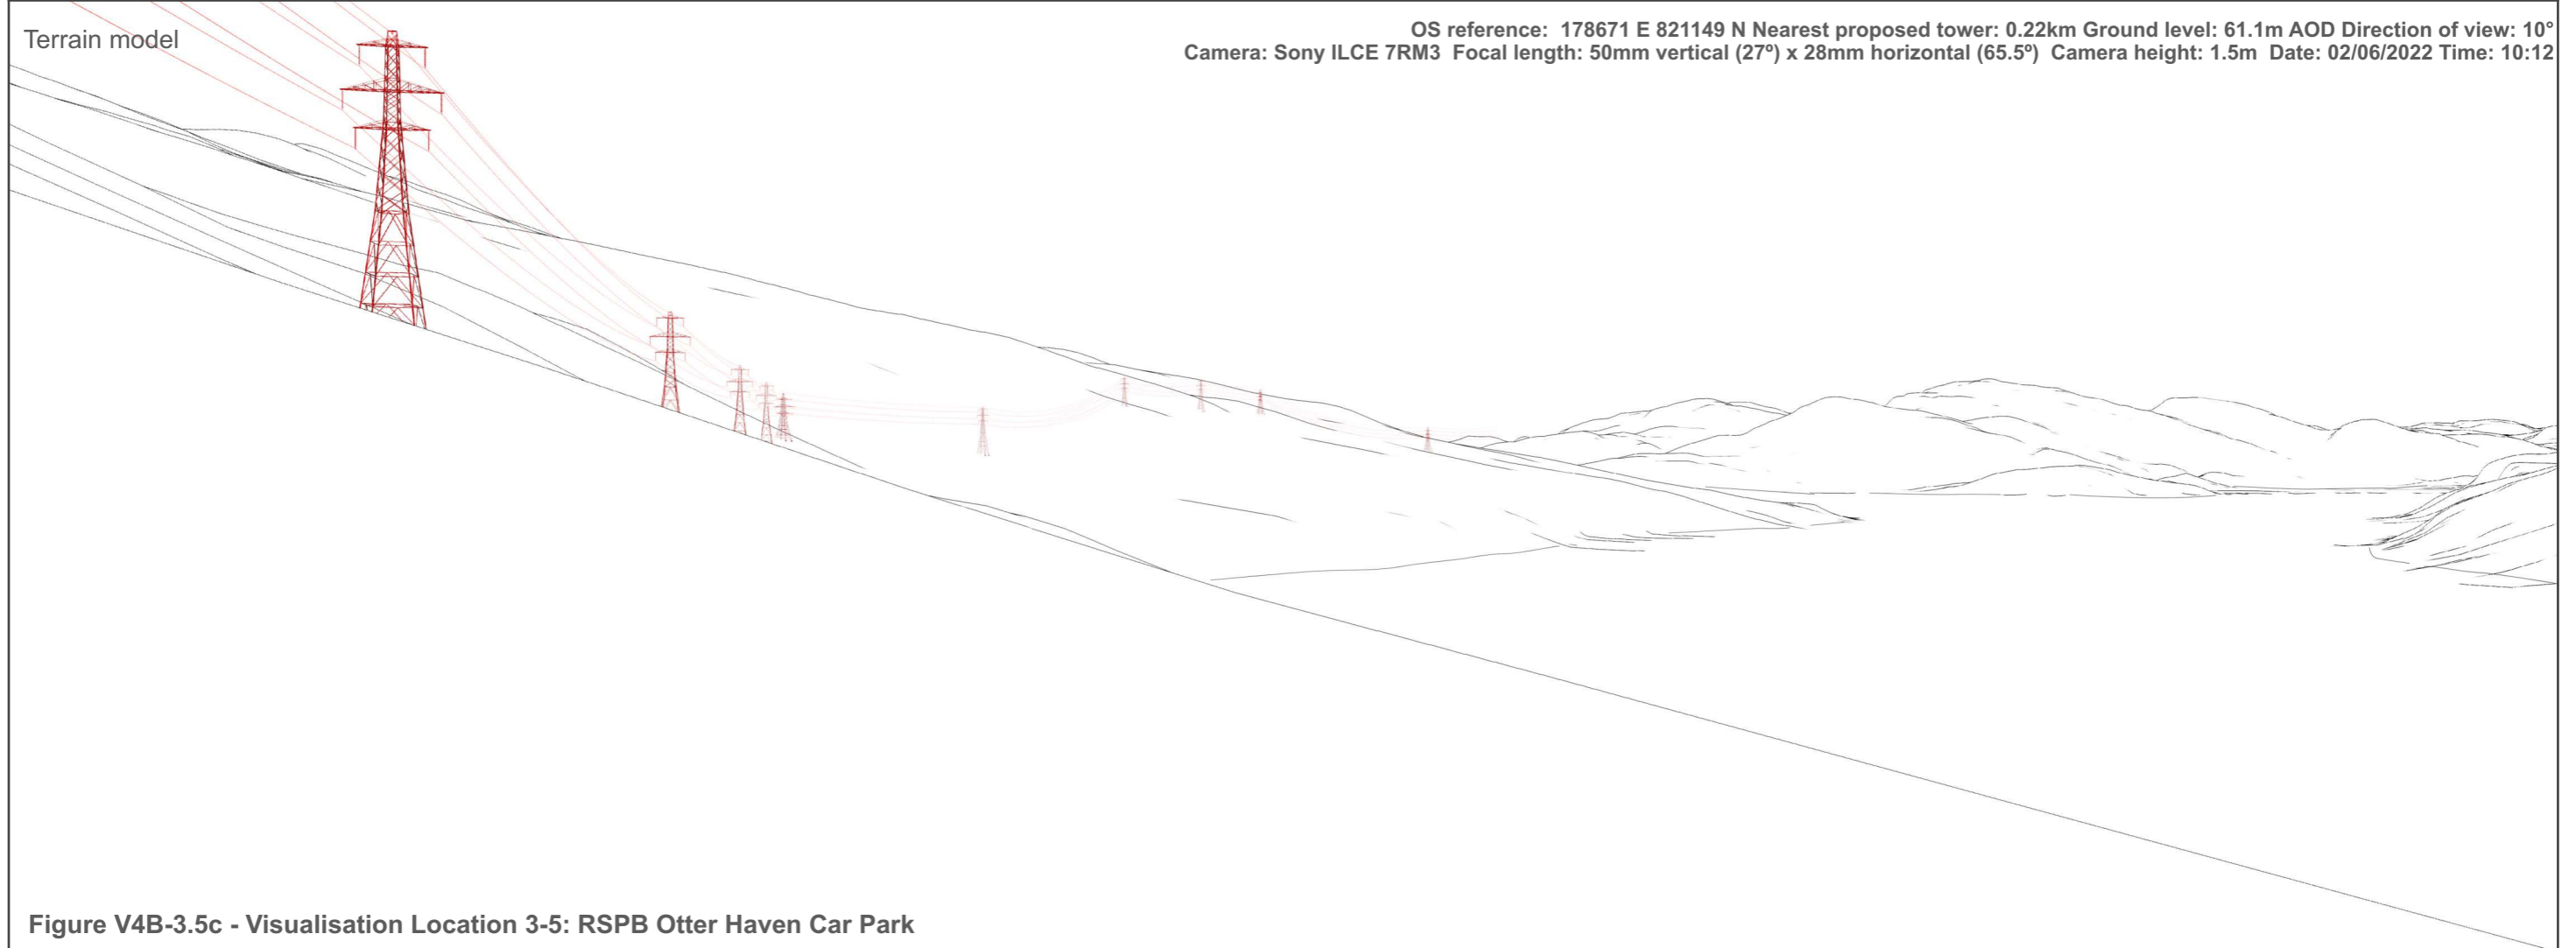 Terrain model
OS reference: 178671 E 821149 N Nearest proposed tower: 0.22km Ground level: 61.1m AOD Direction of view: 10°
Camera: Sony ILCE 7RM3 Focal length: 50mm vertical (27º) x 28mm horizontal (65.5º) Camera height: 1.5m Date: 02/06/2022 Time: 10:12
Figure V4B-3.5c - Visualisation Location 3-5: RSPB Otter Haven Car Park